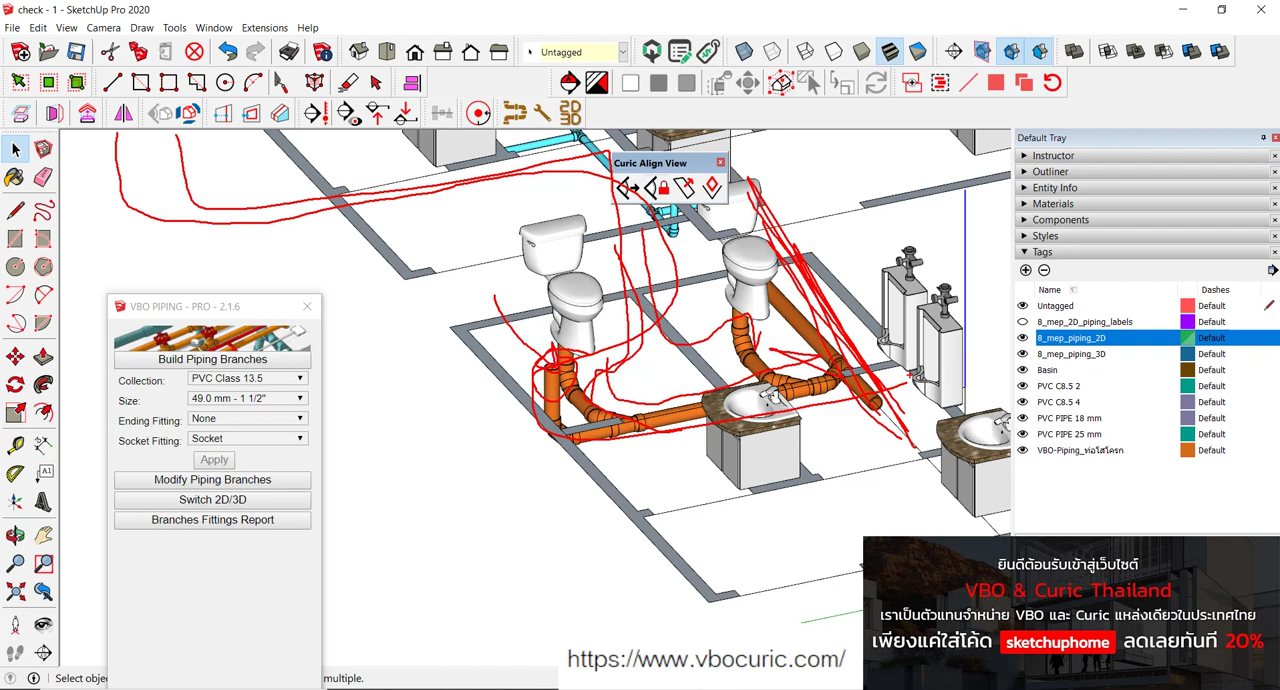 check - 1 - SketchUp Pro 2020
File Edit View Camera Draw Tools Window Extensions Help
Untagged
2D
3D
Default Tray
Instructor
Outliner
Entity Info
Materials
Components
Styles
Tags
Name Dashes
Untagged Default
8_mep_2D_piping_labels Default
8_mep_piping_2D Default
8_mep_piping_3D Default
Basin Default
PVC C8.5 2 Default
PVC C8.5 4 Default
PVC PIPE 18 mm Default
PVC PIPE 25 mm Default
VBO-Piping_ท่อโสโครก Default
Curic Align View
VBO PIPING - PRO - 2.1.6
Build Piping Branches
Collection: PVC Class 13.5
Size: 49.0 mm - 1 1/2"
Ending Fitting: None
Socket Fitting: Socket
Apply
Modify Piping Branches
Switch 2D/3D
Branches Fittings Report
A1
Select obje
multiple.
https://www.vbocuric.com/
ยินดีต้อนรับเข้าสู่เว็บไซต์
VBO & Curic Thailand
เราเป็นตัวแทนจำหน่าย VBO และ Curic แหล่งเดียวในประเทศไทย
เพียงแค่ใส่โค้ด sketchuphome ลดเลยทันที 20%